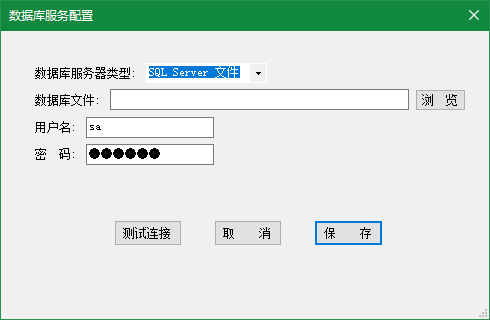 数据库服务配置
数据库服务器类型： SQL Server 文件
数据库文件： 浏 览
用户名： sa
密 码： ●●●●●●
测试连接 取 消 保 存